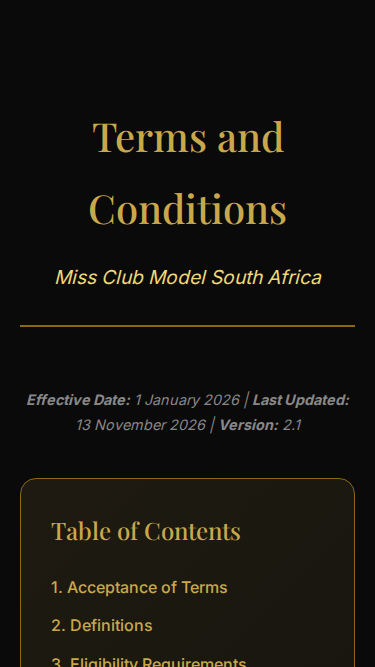 Terms and
Conditions
Miss Club Model South Africa
Effective Date: 1 January 2026 | Last Updated:
13 November 2026 | Version: 2.1
Table of Contents
1. Acceptance of Terms
2. Definitions
3. Eligibility Requirements